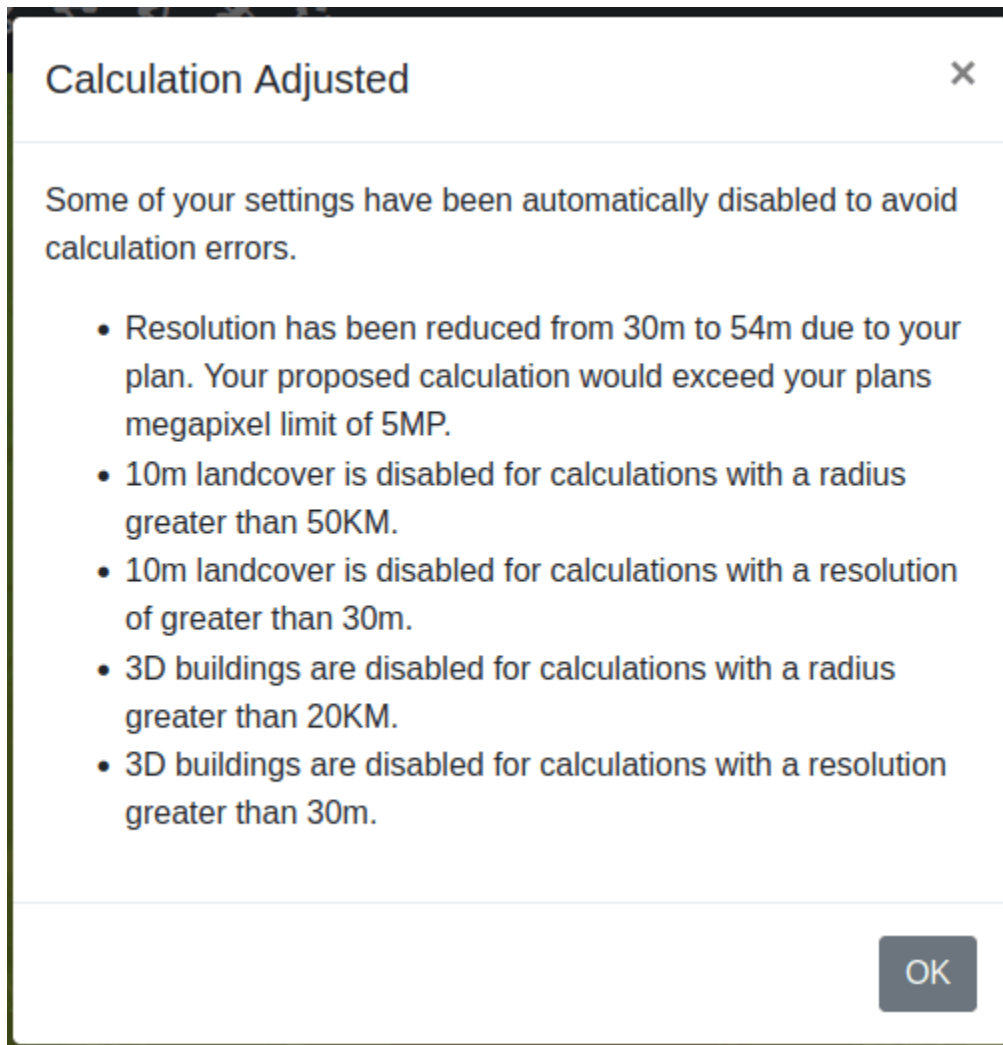 Calculation Adjusted
×
Some of your settings have been automatically disabled to avoid
calculation errors.
• Resolution has been reduced from 30m to 54m due to your
plan. Your proposed calculation would exceed your plans
megapixel limit of 5MP.
• 10m landcover is disabled for calculations with a radius
greater than 50KM.
• 10m landcover is disabled for calculations with a resolution
of greater than 30m.
• 3D buildings are disabled for calculations with a radius
greater than 20KM.
• 3D buildings are disabled for calculations with a resolution
greater than 30m.
OK